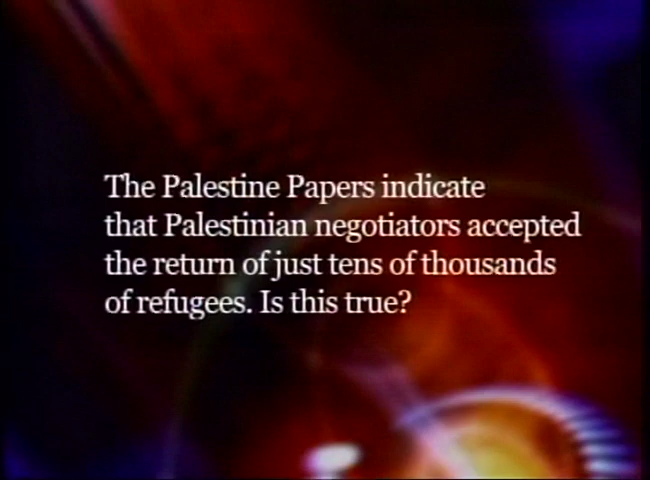 The Palestine Papers indicate
that Palestinian negotiators accepted
the return of just tens of thousands
of refugees. Is this true?